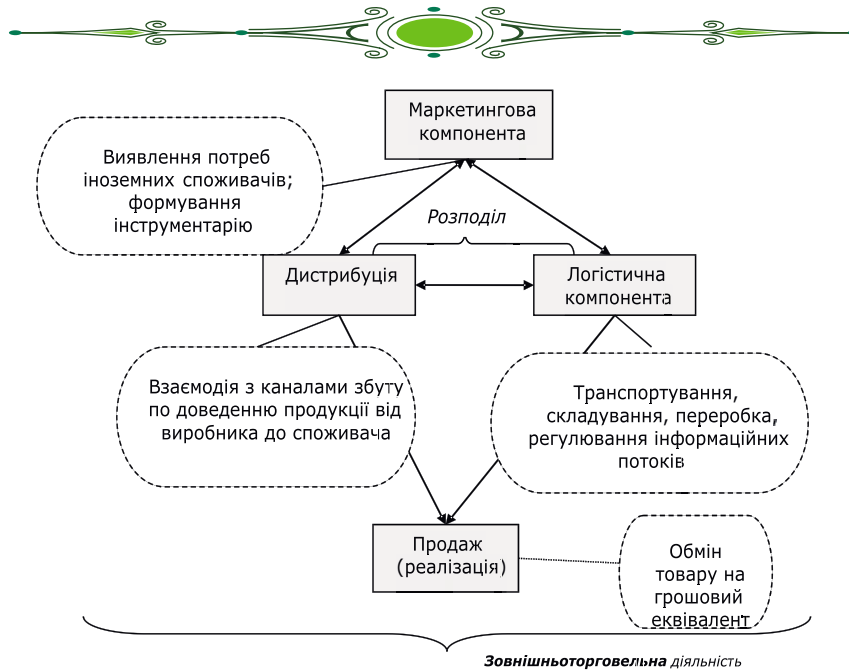 Маркетингова
компонента
Виявлення потреб
іноземних споживачів;
формування
інструментарію
Розподіл
Дистрибуція
Логістична
компонента
Взаємодія з каналами збуту
по доведенню продукції від
виробника до споживача
Транспортування,
складування, переробка,
регулювання інформаційних
потоків
Продаж
(реалізація)
Обмін
товару на
грошовий
еквівалент
Зовнішньоторговельна діяльність